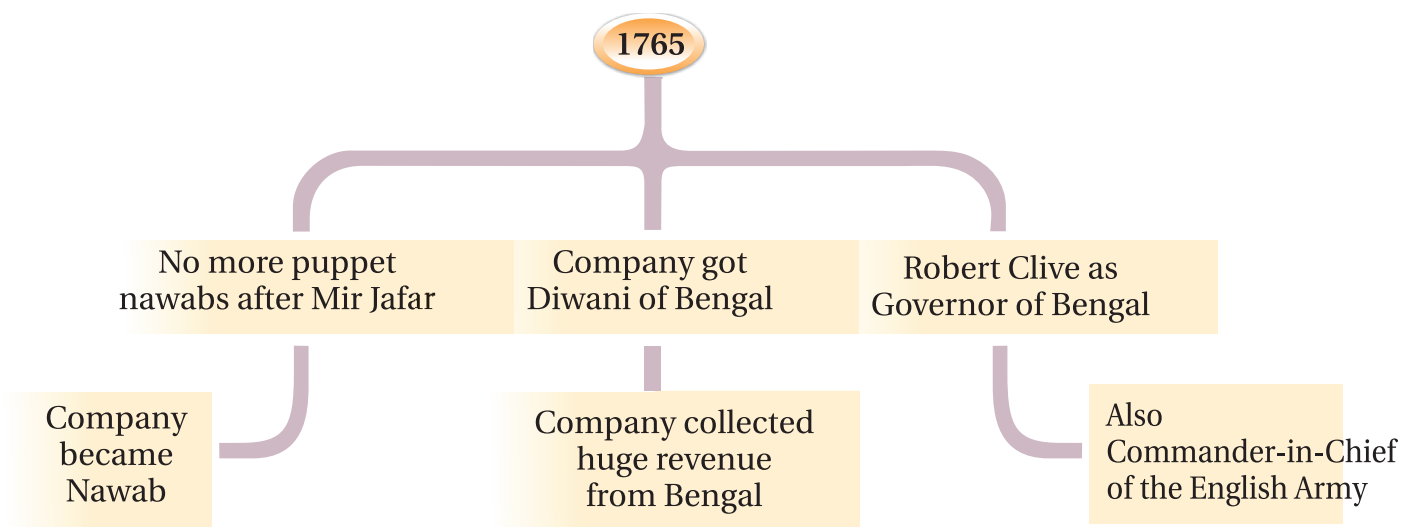 1765
No more puppet
nawabs after Mir Jafar
Company got
Diwani of Bengal
Robert Clive as
Governor of Bengal
Company
became
Nawab
Company collected
huge revenue
from Bengal
Also
Commander-in-Chief
of the English Army